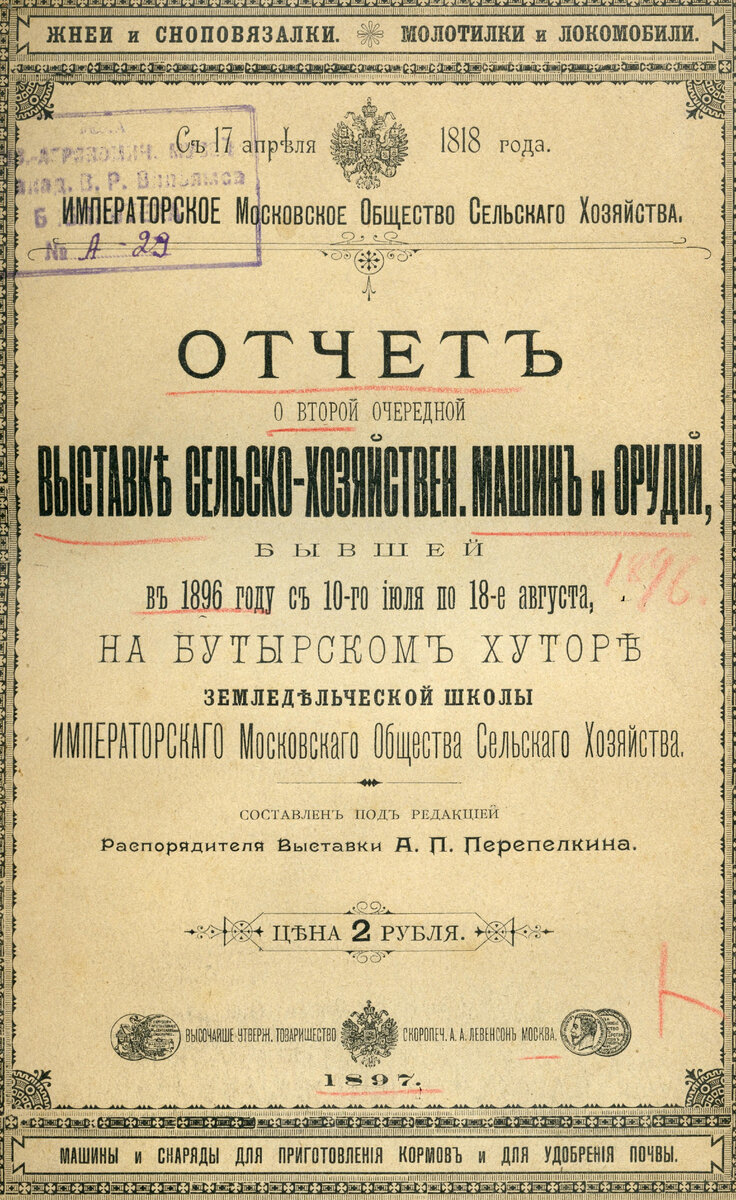 ЖНЕИ и СНОПОВЯЗАЛКИ. МОЛОТИЛКИ и ЛОКОМОБИЛИ.
Съ 17 апрѣля 1818 года.
акад. В. Р. Вильямса
№ А - 29
ИМПЕРАТОРСКОЕ Московское Общество Сельскаго Хозяйства.
ОТЧЕТЪ
О ВТОРОЙ ОЧЕРЕДНОЙ
ВЫСТАВКѢ СЕЛЬСКО-ХОЗЯЙСТВЕН. МАШИНЪ и ОРУДІЙ,
БЫВШЕЙ
1896.
въ 1896 году съ 10-го іюля по 18-е августа,
НА БУТЫРСКОМЪ ХУТОРѢ
ЗЕМЛЕДѢЛЬЧЕСКОЙ ШКОЛЫ
ИМПЕРАТОРСКАГО Московскаго Общества Сельскаго Хозяйства.
СОСТАВЛЕНЪ ПОДЪ РЕДАКЦІЕЙ
Распорядителя Выставки А. П. Перепелкина.
ЦѢНА 2 РУБЛЯ.
ВЫСОЧАЙШЕ УТВЕРЖ. ТОВАРИЩЕСТВО СКОРОПЕЧ. А. А. ЛЕВЕНСОНЪ МОСКВА.
1897.
МАШИНЫ и СНАРЯДЫ ДЛЯ ПРИГОТОВЛЕНІЯ КОРМОВЪ и ДЛЯ УДОБРЕНІЯ ПОЧВЫ.